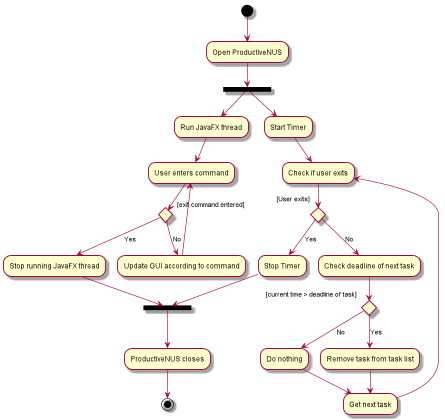 Open ProductiveNUS
Run JavaFX thread
Start Timer
User enters command
Check if user exits
[exit command entered]
[User exits]
Yes
No
Yes
No
Stop running JavaFX thread
Update GUI according to command
Stop Timer
Check deadline of next task
[current time > deadline of task]
No
Yes
ProductiveNUS closes
Do nothing
Remove task from task list
Get next task